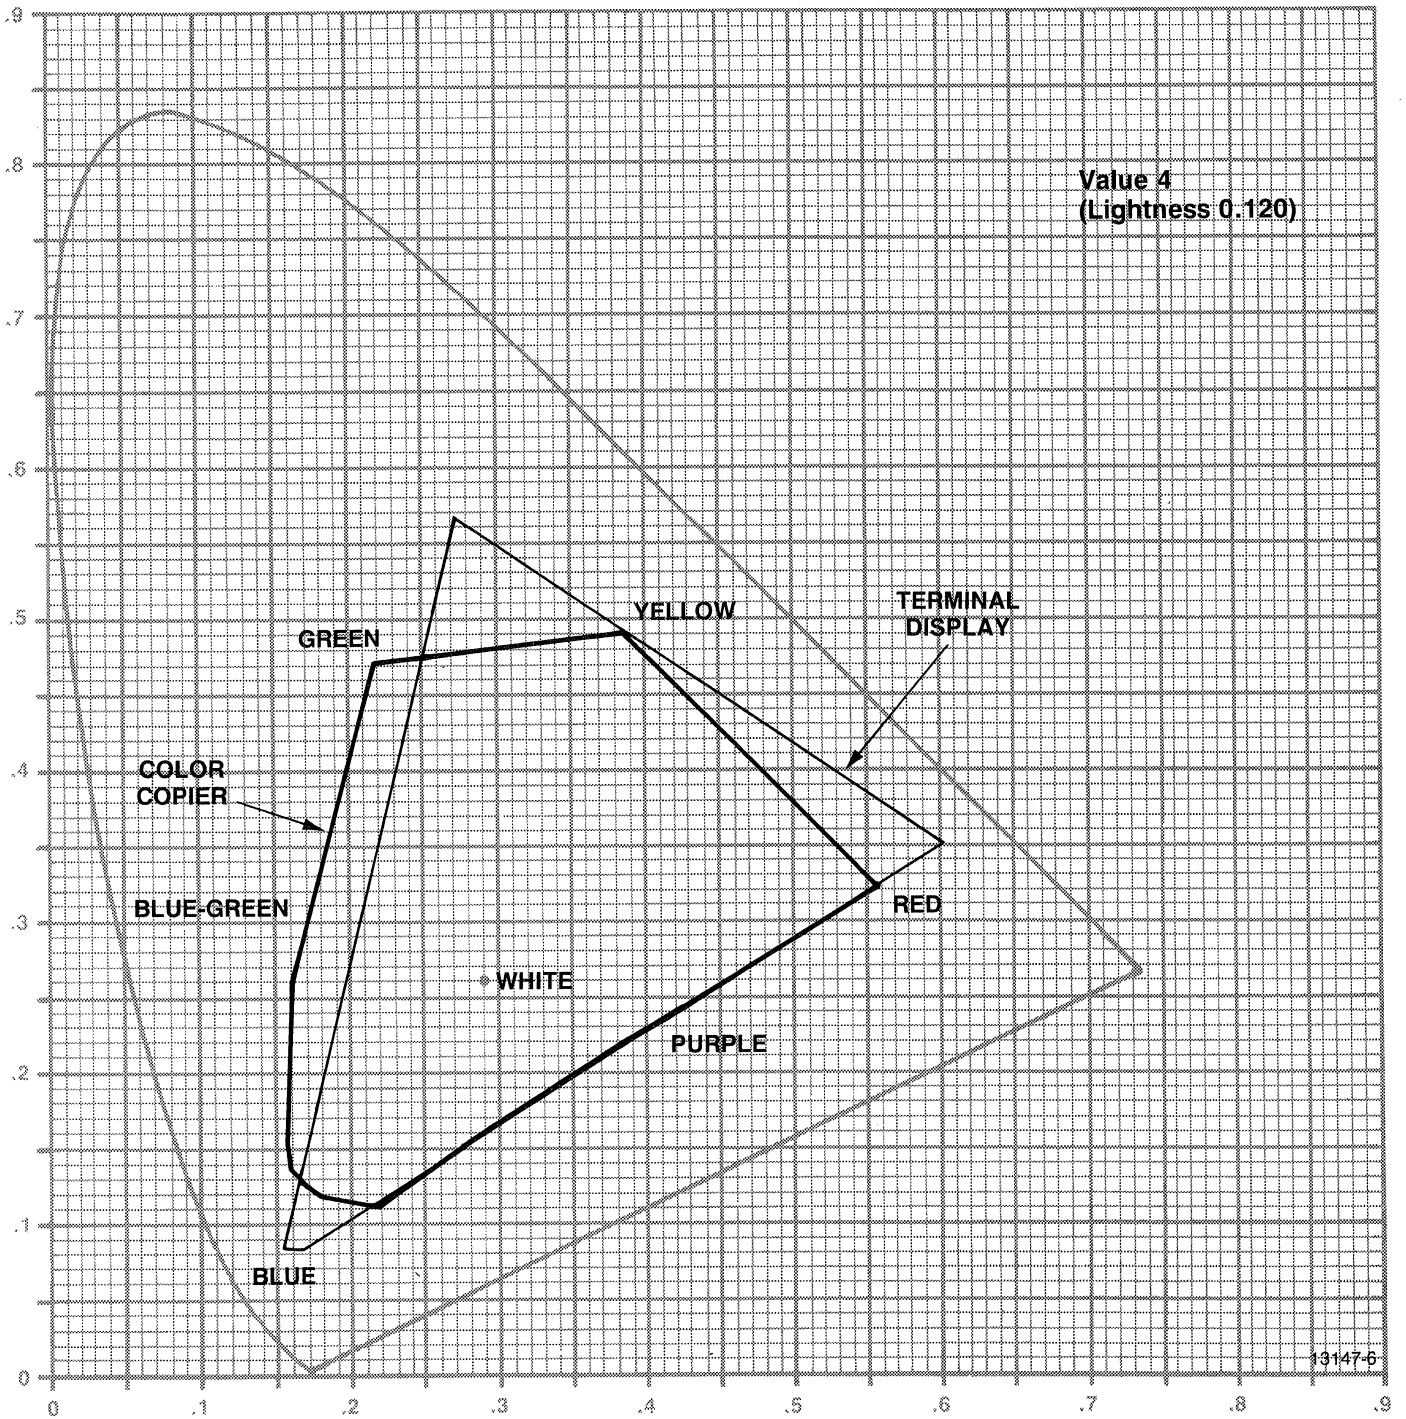 .9
.8
Value 4
(Lightness 0.120)
.7
.6
.5
YELLOW
TERMINAL
DISPLAY
GREEN
.4
COLOR
COPIER
BLUE-GREEN
.3
RED
WHITE
PURPLE
.2
.1
BLUE
13147-6
0
0 .1 .2 .3 .4 .5 .6 .7 .8 .9